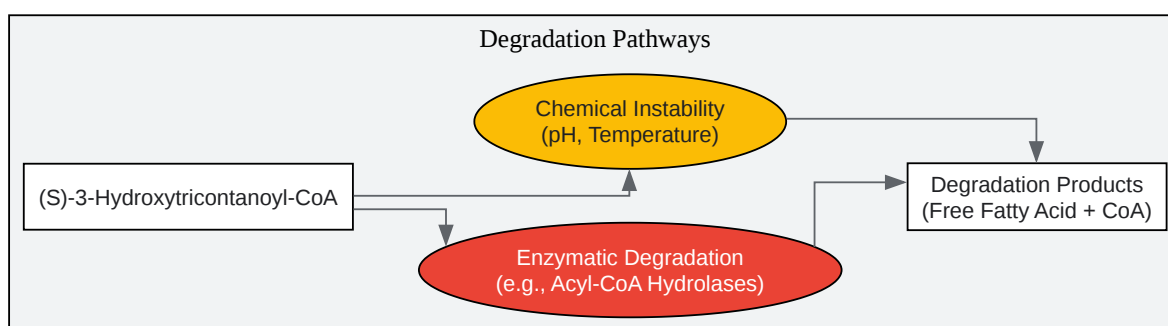 Degradation Pathways
Chemical Instability
(pH, Temperature)
(S)-3-Hydroxytricontanoyl-CoA
Degradation Products
(Free Fatty Acid + CoA)
Enzymatic Degradation
(e.g., Acyl-CoA Hydrolases)